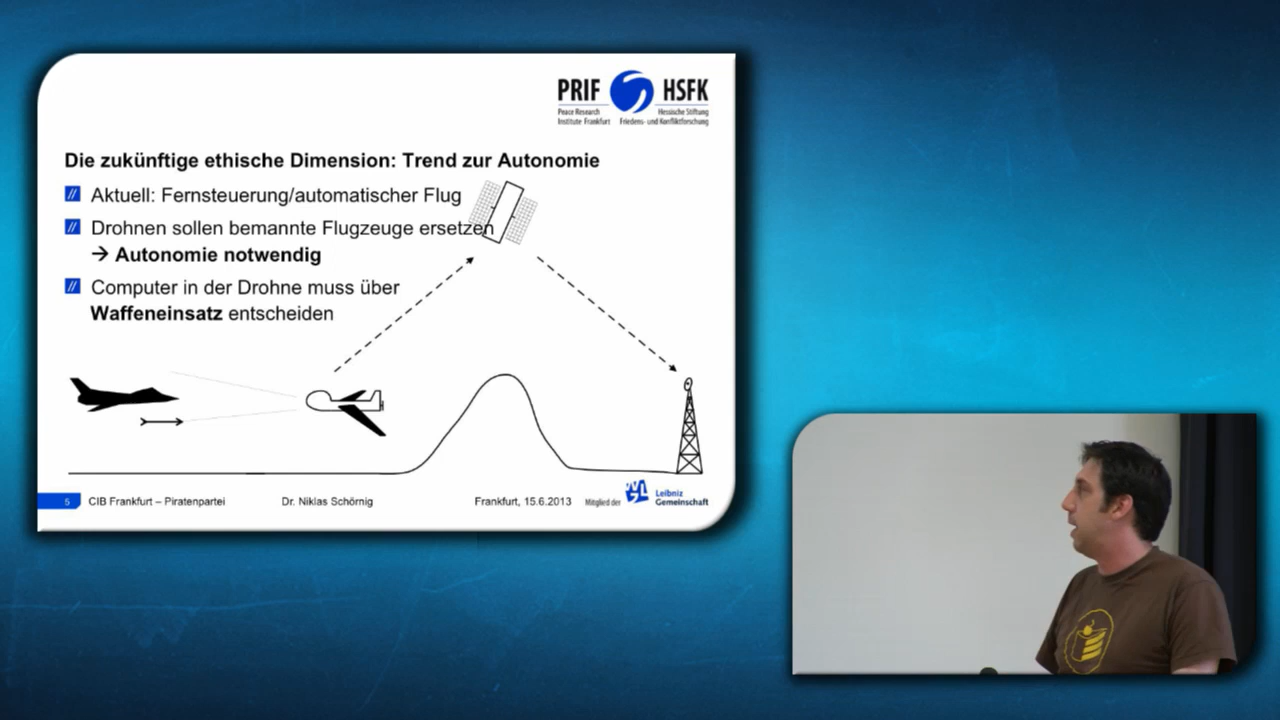 PRIF HSFK
Peace Research Hessische Stiftung
Institute Frankfurt Friedens- und Konfliktforschung
Die zukünftige ethische Dimension: Trend zur Autonomie
Aktuell: Fernsteuerung/automatischer Flug
Drohnen sollen bemannte Flugzeuge ersetzen
→ Autonomie notwendig
Computer in der Drohne muss über
Waffeneinsatz entscheiden
5 CIB Frankfurt – Piratenpartei Dr. Niklas Schörnig Frankfurt, 15.6.2013 Mitglied der Leibniz
Gemeinschaft